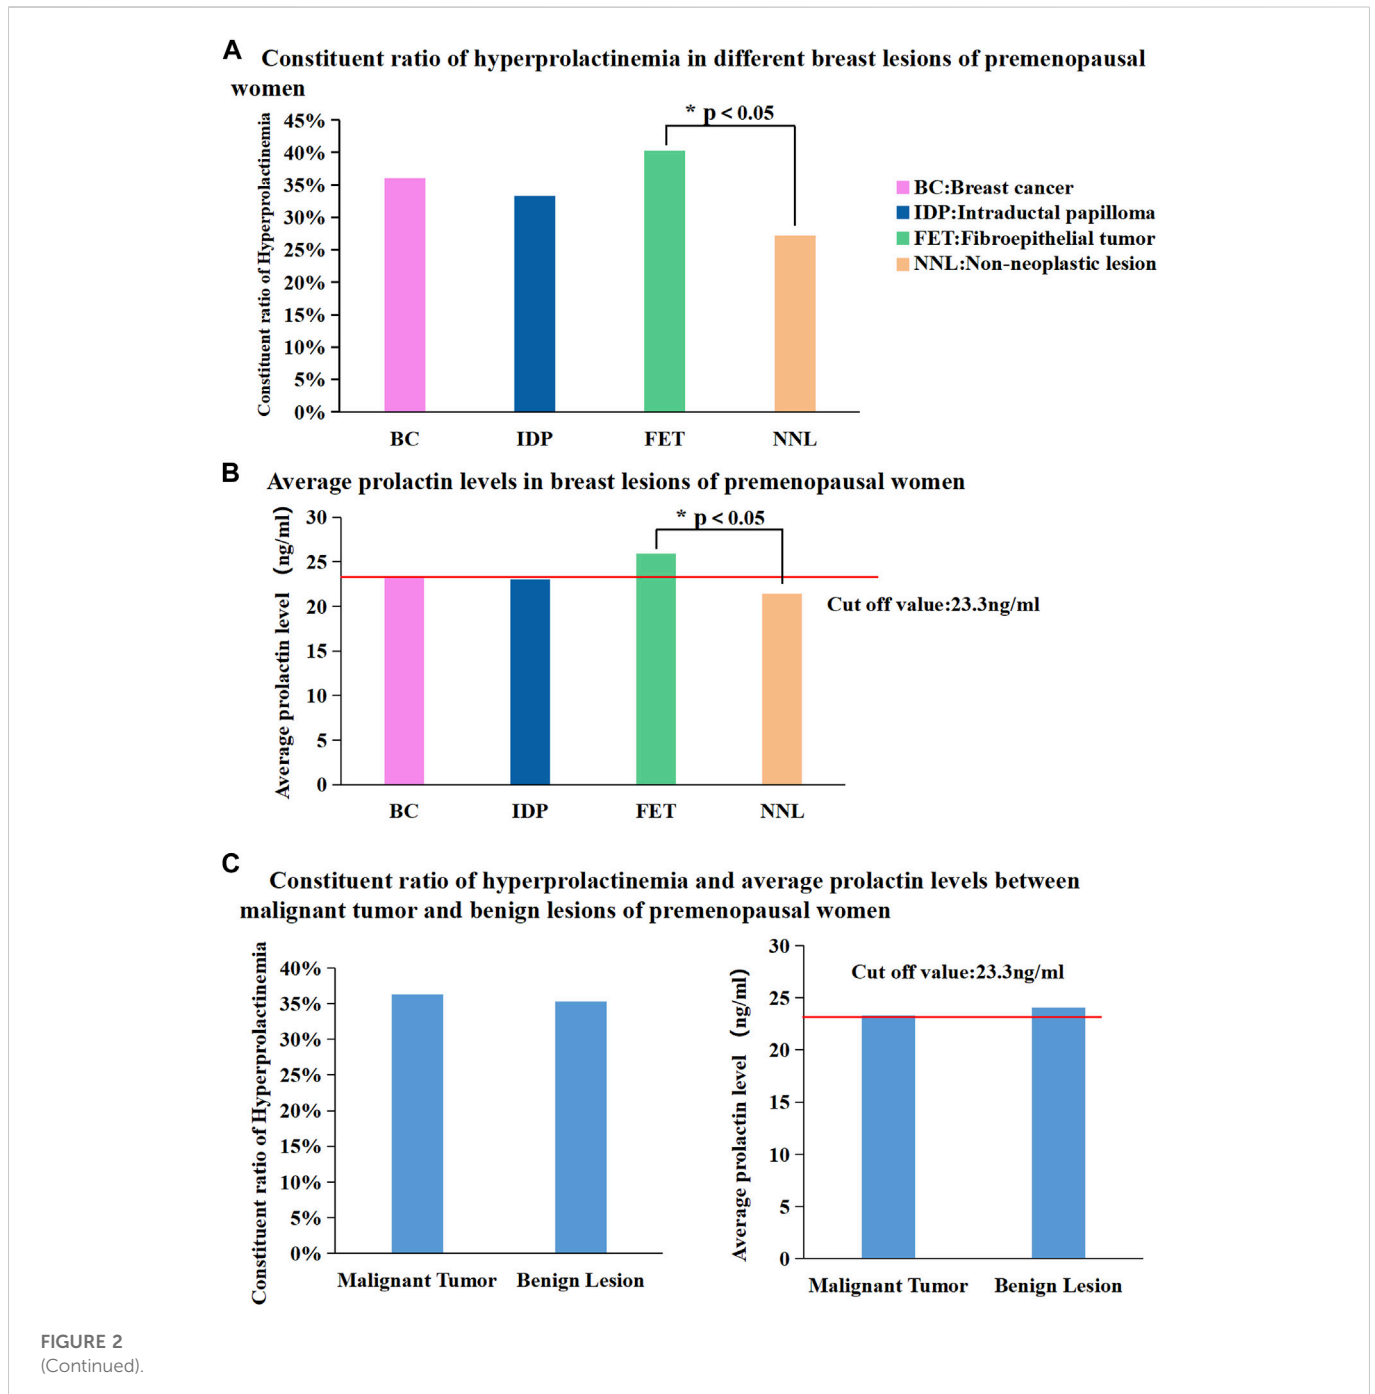 A Constituent ratio of hyperprolactinemia in different breast lesions of premenopausal
women
Constituent ratio of Hyperprolactinemia
45%
40%
35%
30%
25%
20%
15%
10%
5%
0%
* p < 0.05
BC IDP FET NNL
BC:Breast cancer
IDP:Intraductal papilloma
FET:Fibroepithelial tumor
NNL:Non-neoplastic lesion
B Average prolactin levels in breast lesions of premenopausal women
Average prolactin level (ng/ml)
30
25
20
15
10
5
0
* p < 0.05
Cut off value:23.3ng/ml
BC IDP FET NNL
C
Constituent ratio of hyperprolactinemia and average prolactin levels between
malignant tumor and benign lesions of premenopausal women
Constituent ratio of Hyperprolactinemia
40%
35%
30%
25%
20%
15%
10%
5%
0%
Malignant Tumor Benign Lesion
Average prolactin level (ng/ml)
30
25
20
15
10
5
0
Cut off value:23.3ng/ml
Malignant Tumor Benign Lesion
FIGURE 2
(Continued).